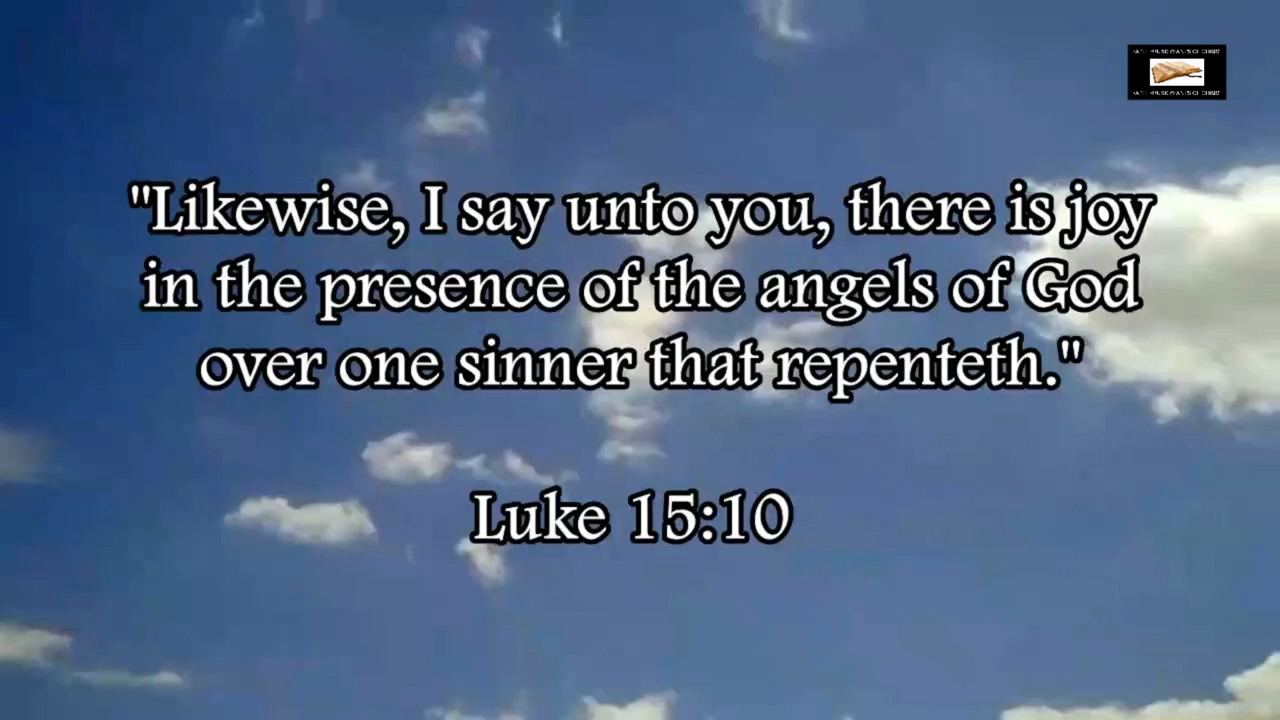 "Likewise, I say unto you, there is joy
in the presence of the angels of God
over one sinner that repenteth."
Luke 15:10